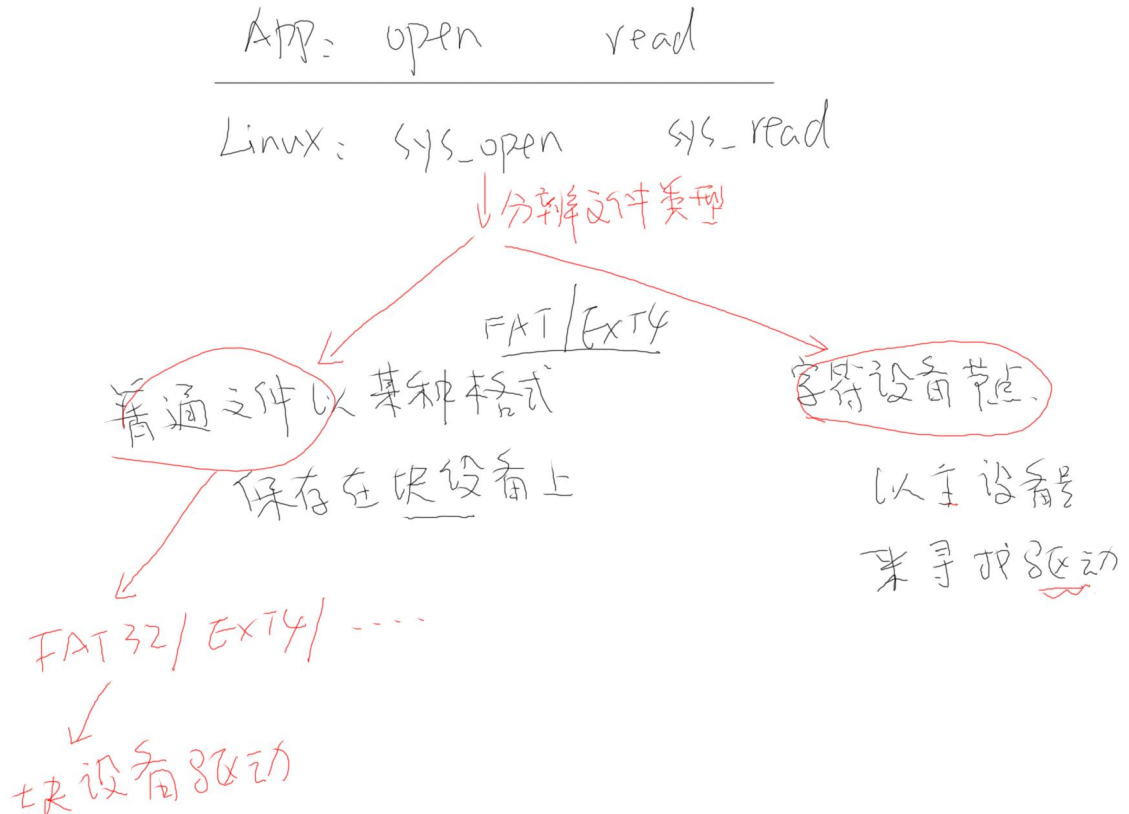 App: open read
Linux: sys_open sys_read
分辨文件类型
FAT/EXT4
普通文件以某种格式
保存在块设备上
字符设备节点.
以主设备号
来寻找驱动
FAT32/EXT4/....
块设备驱动